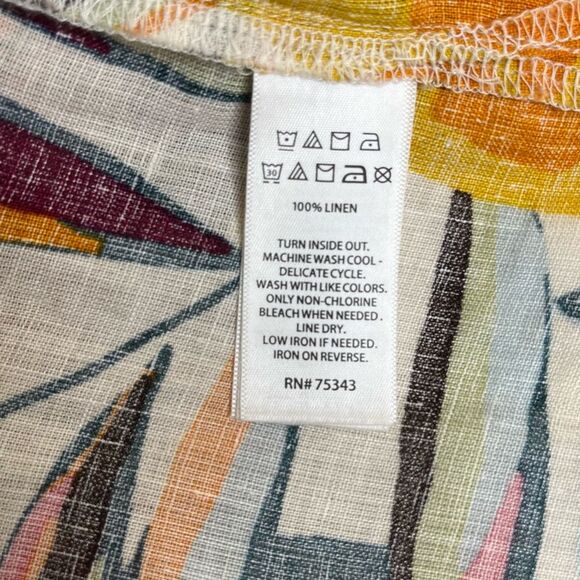 30
100% LINEN
TURN INSIDE OUT.
MACHINE WASH COOL -
DELICATE CYCLE.
WASH WITH LIKE COLORS.
ONLY NON-CHLORINE
BLEACH WHEN NEEDED.
LINE DRY.
LOW IRON IF NEEDED.
IRON ON REVERSE.
RN# 75343